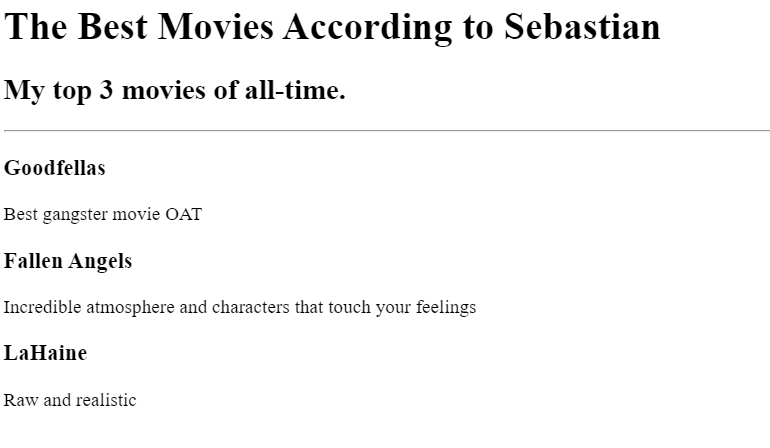 The Best Movies According to Sebastian
My top 3 movies of all-time.
Goodfellas
Best gangster movie OAT
Fallen Angels
Incredible atmosphere and characters that touch your feelings
LaHaine
Raw and realistic